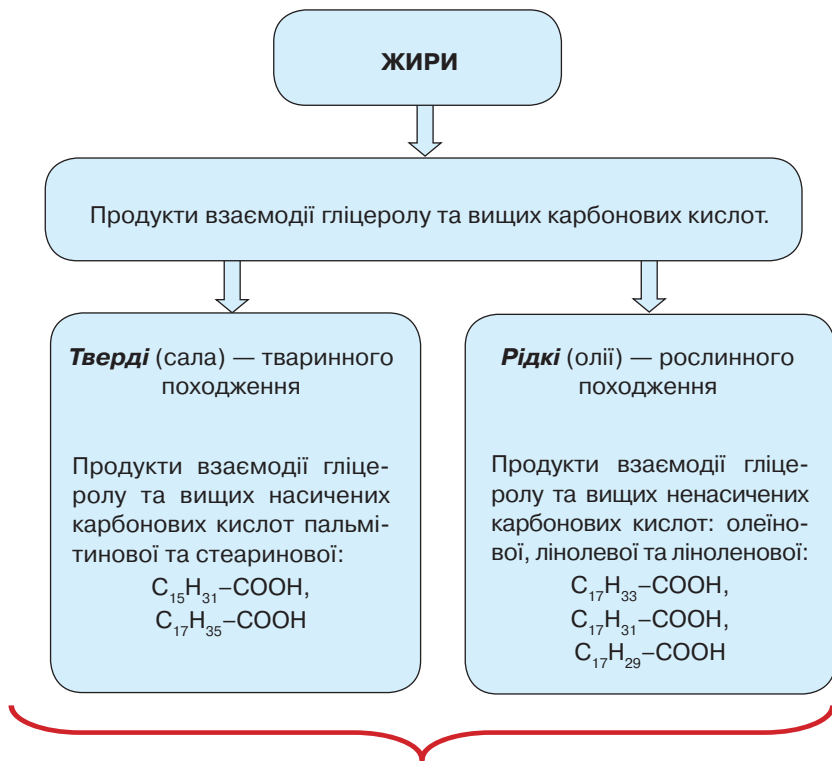 ЖИРИ
Продукти взаємодії гліцеролу та вищих карбонових кислот.
Тверді (сала) — тваринного
походження
Продукти взаємодії гліце-
ролу та вищих насичених
карбонових кислот пальмі-
тинової та стеаринової:
C₁₅H₃₁–COOH,
C₁₇H₃₅–COOH
Рідкі (олії) — рослинного
походження
Продукти взаємодії гліце-
ролу та вищих ненасичених
карбонових кислот: олеїно-
вої, лінолевої та ліноленової:
C₁₇H₃₃–COOH,
C₁₇H₃₁–COOH,
C₁₇H₂₉–COOH